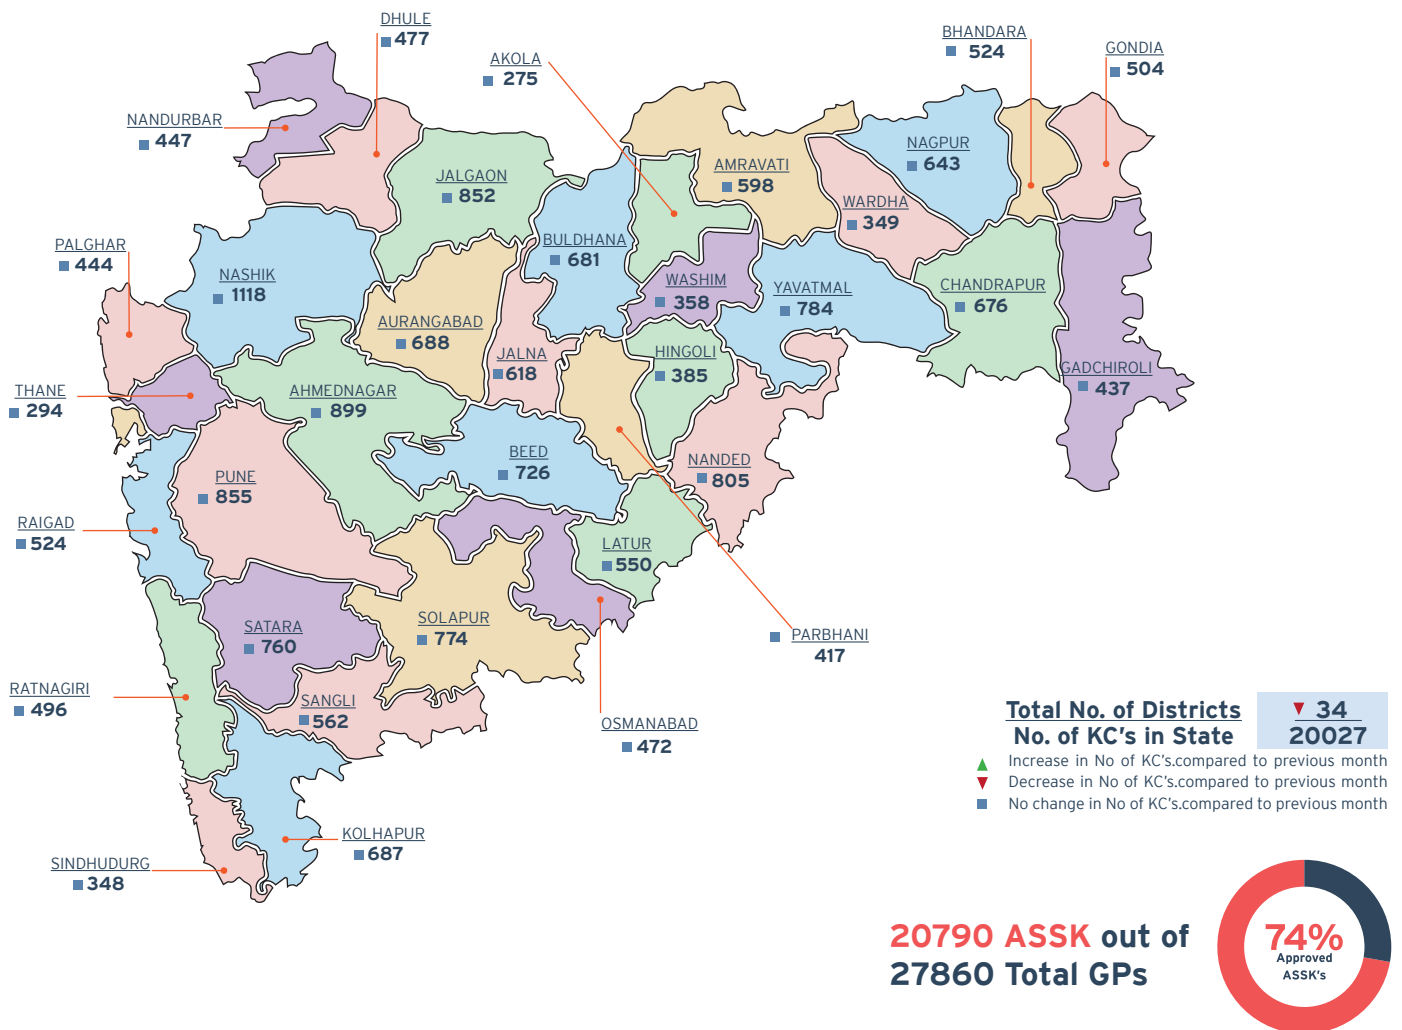 DHULE
477
BHANDARA
524
GONDIA
504
AKOLA
275
NANDURBAR
447
NAGPUR
643
AMRAVATI
598
JALGAON
852
WARDHA
349
PALGHAR
444
BULDHANA
681
NASHIK
1118
WASHIM
358
YAVATMAL
784
CHANDRAPUR
676
AURANGABAD
688
JALNA
618
HINGOLI
385
GADCHIROLI
437
THANE
294
AHMEDNAGAR
899
BEED
726
NANDED
805
PUNE
855
RAIGAD
524
LATUR
550
SATARA
760
SOLAPUR
774
PARBHANI
417
RATNAGIRI
496
SANGLI
562
OSMANABAD
472
KOLHAPUR
687
SINDHUDURG
348
Total No. of Districts 34
No. of KC's in State 20027
Increase in No of KC's.compared to previous month
Decrease in No of KC's.compared to previous month
No change in No of KC's.compared to previous month
20790 ASSK out of
27860 Total GPs
74%
Approved
ASSK's